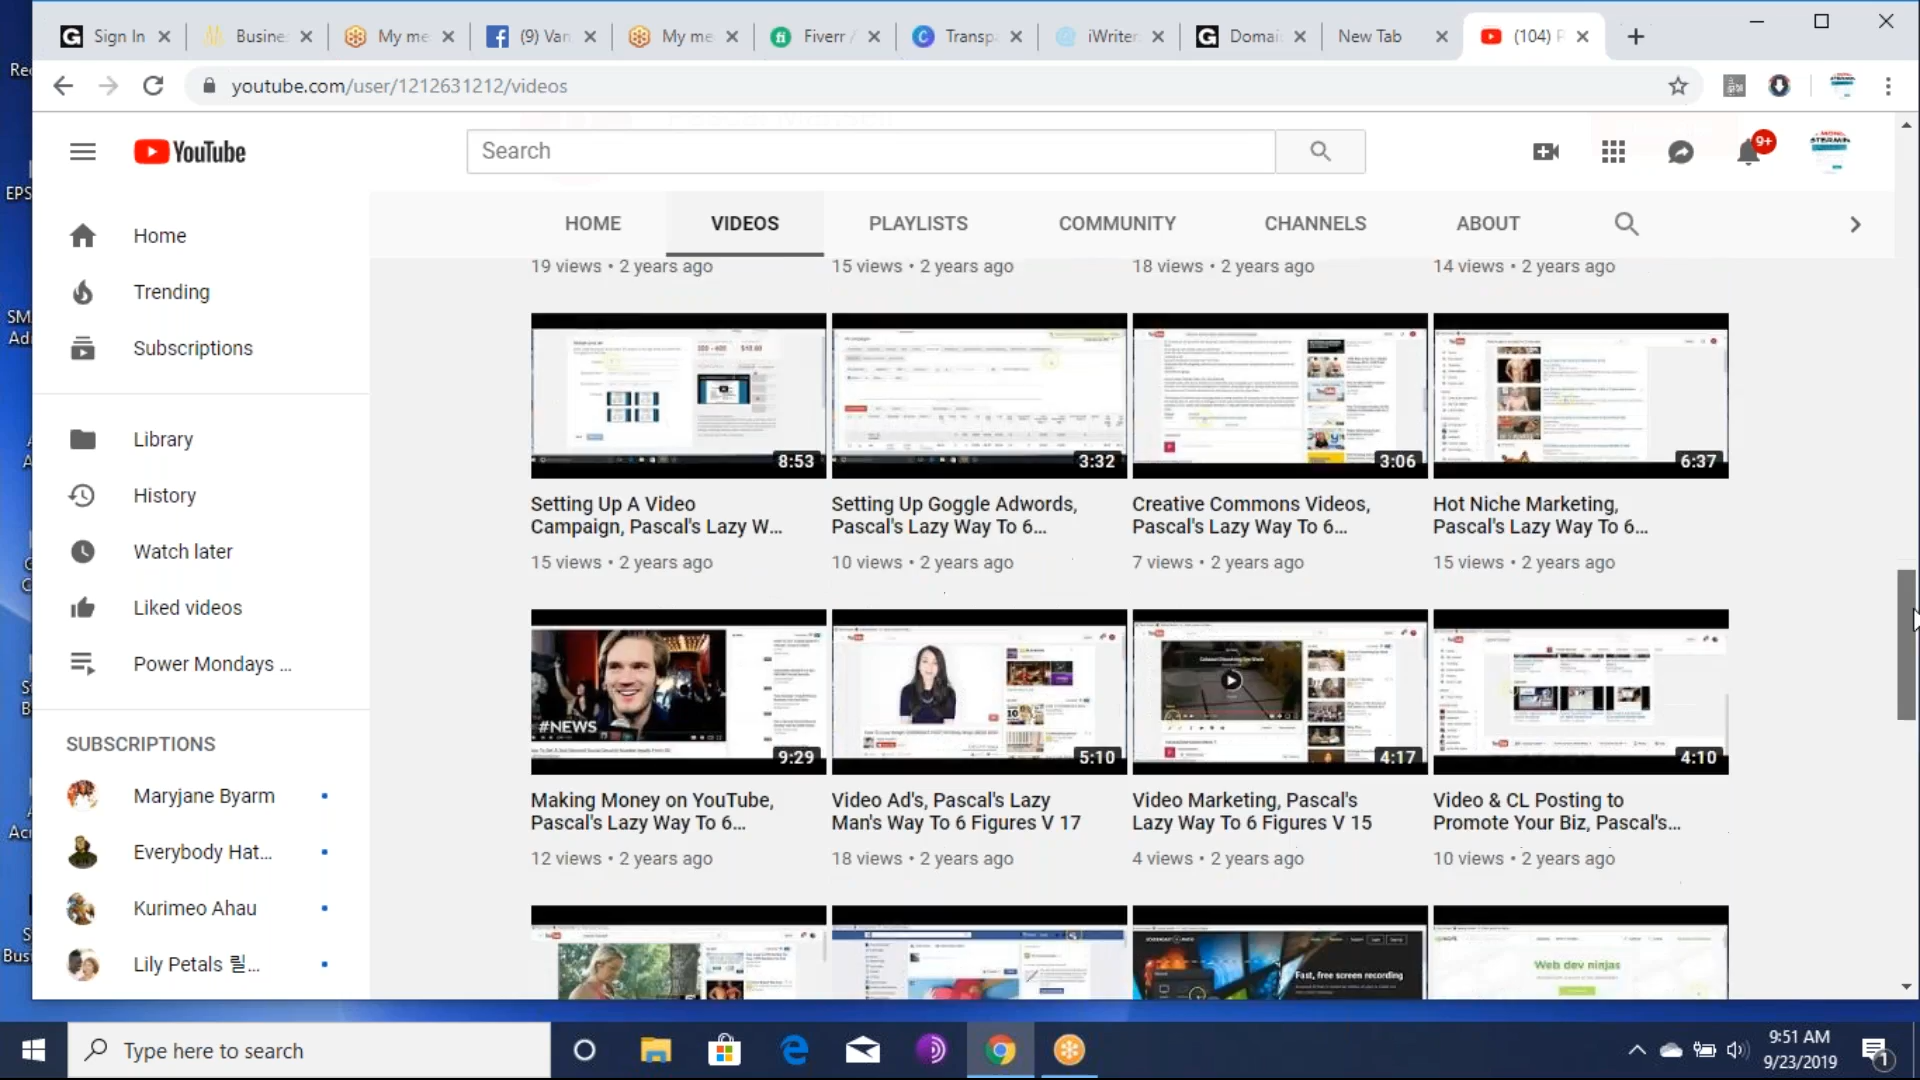 Sign In
Busine
My me
(9) Van
My me
Fiverr /
Transp
iWriter
Domai
New Tab
(104) P
youtube.com/user/1212631212/videos
YouTube
Search
9+
HOME
VIDEOS
PLAYLISTS
COMMUNITY
CHANNELS
ABOUT
Home
Trending
Subscriptions
Library
History
Watch later
Liked videos
Power Mondays ...
SUBSCRIPTIONS
Maryjane Byarm
Everybody Hat...
Kurimeo Ahau
Lily Petals 릴...
19 views • 2 years ago
15 views • 2 years ago
18 views • 2 years ago
14 views • 2 years ago
8:53
3:32
3:06
6:37
Setting Up A Video
Campaign, Pascal's Lazy W...
15 views • 2 years ago
Setting Up Goggle Adwords,
Pascal's Lazy Way To 6...
10 views • 2 years ago
Creative Commons Videos,
Pascal's Lazy Way To 6...
7 views • 2 years ago
Hot Niche Marketing,
Pascal's Lazy Way To 6...
15 views • 2 years ago
#NEWS
9:29
5:10
4:17
4:10
Making Money on YouTube,
Pascal's Lazy Way To 6...
12 views • 2 years ago
Video Ad's, Pascal's Lazy
Man's Way To 6 Figures V 17
18 views • 2 years ago
Video Marketing, Pascal's
Lazy Way To 6 Figures V 15
4 views • 2 years ago
Video & CL Posting to
Promote Your Biz, Pascal's...
10 views • 2 years ago
Fast, free screen recording
Web dev ninjas
Type here to search
9:51 AM
9/23/2019
1